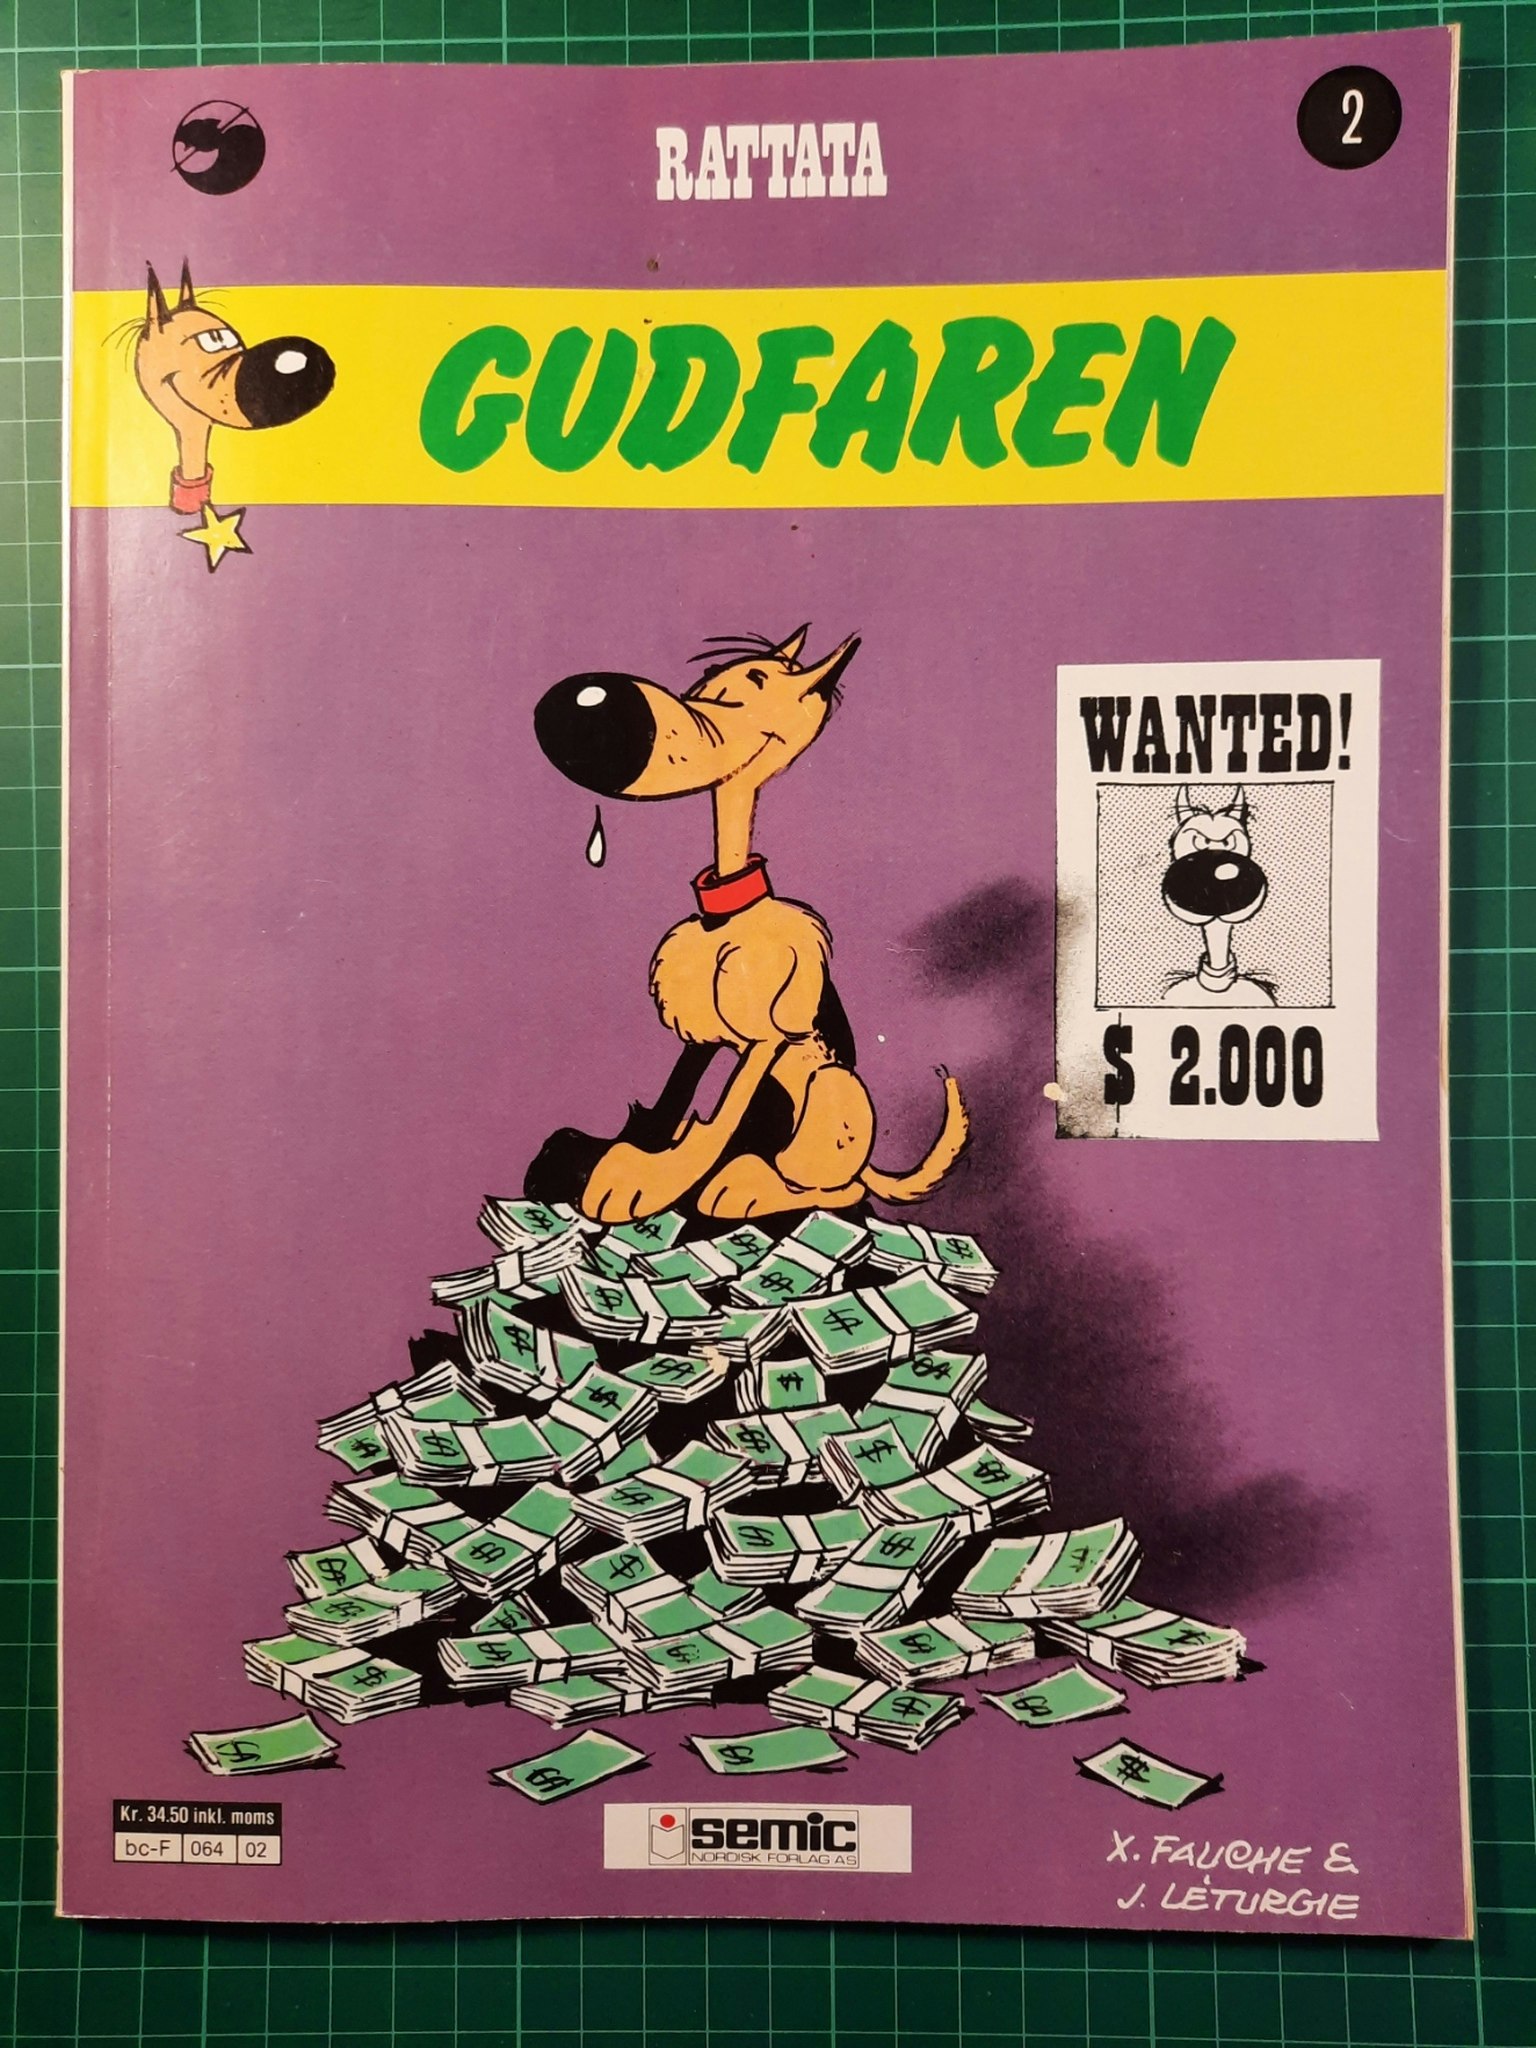 2
RATTATA
GUDFAREN
WANTED!
$ 2.000
Kr. 34.50 inkl. moms
bc-F 064 02
semic
NORDISK FORLAG AS
X. FAUCHE &
J. LÉTURGIE